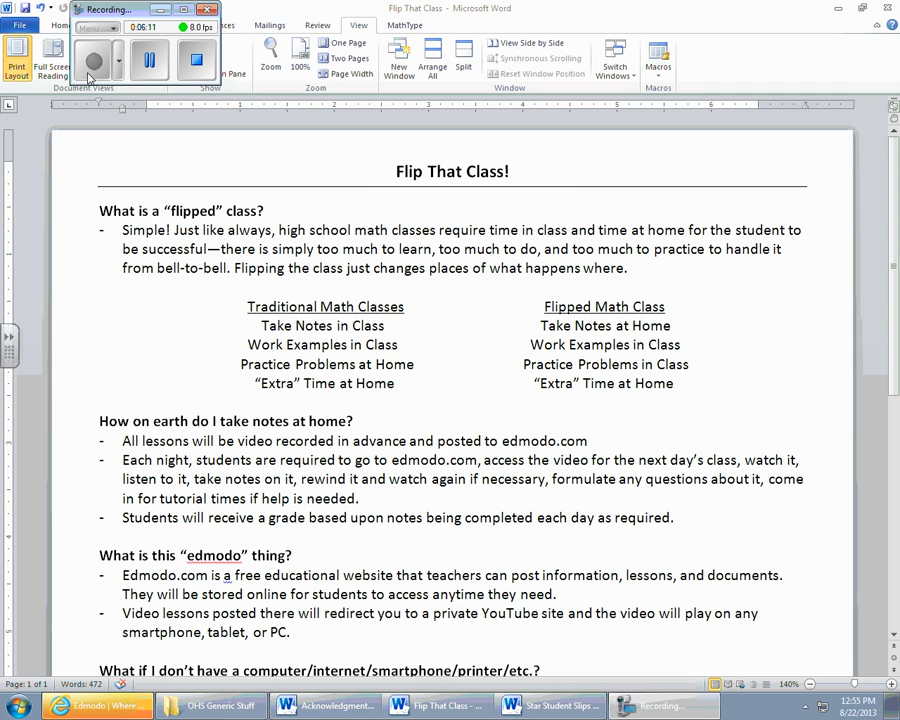 Recording...
Flip That Class - Microsoft Word
Menu
0:06:11
8.0 fps
File
Mailings
Review
View
MathType
Print Layout
Full Screen Reading
One Page
Two Pages
Page Width
Zoom
100%
New Window
Arrange All
Split
View Side by Side
Synchronous Scrolling
Reset Window Position
Switch Windows
Macros
Document Views
Show
Zoom
Window
Macros
Flip That Class!
What is a “flipped” class?
- Simple! Just like always, high school math classes require time in class and time at home for the student to
be successful—there is simply too much to learn, too much to do, and too much to practice to handle it
from bell-to-bell. Flipping the class just changes places of what happens where.
Traditional Math Classes
Take Notes in Class
Work Examples in Class
Practice Problems at Home
“Extra” Time at Home
Flipped Math Class
Take Notes at Home
Work Examples in Class
Practice Problems in Class
“Extra” Time at Home
How on earth do I take notes at home?
- All lessons will be video recorded in advance and posted to edmodo.com
- Each night, students are required to go to edmodo.com, access the video for the next day’s class, watch it,
listen to it, take notes on it, rewind it and watch again if necessary, formulate any questions about it, come
in for tutorial times if help is needed.
- Students will receive a grade based upon notes being completed each day as required.
What is this “edmodo” thing?
- Edmodo.com is a free educational website that teachers can post information, lessons, and documents.
They will be stored online for students to access anytime they need.
- Video lessons posted there will redirect you to a private YouTube site and the video will play on any
smartphone, tablet, or PC.
What if I don’t have a computer/internet/smartphone/printer/etc.?
Page: 1 of 1
Words: 472
140%
Edmodo | Where...
OHS Generic Stuff
Acknowledgment...
Flip That Class - ...
Star Student Slips ...
Recording...
12:55 PM
8/22/2013